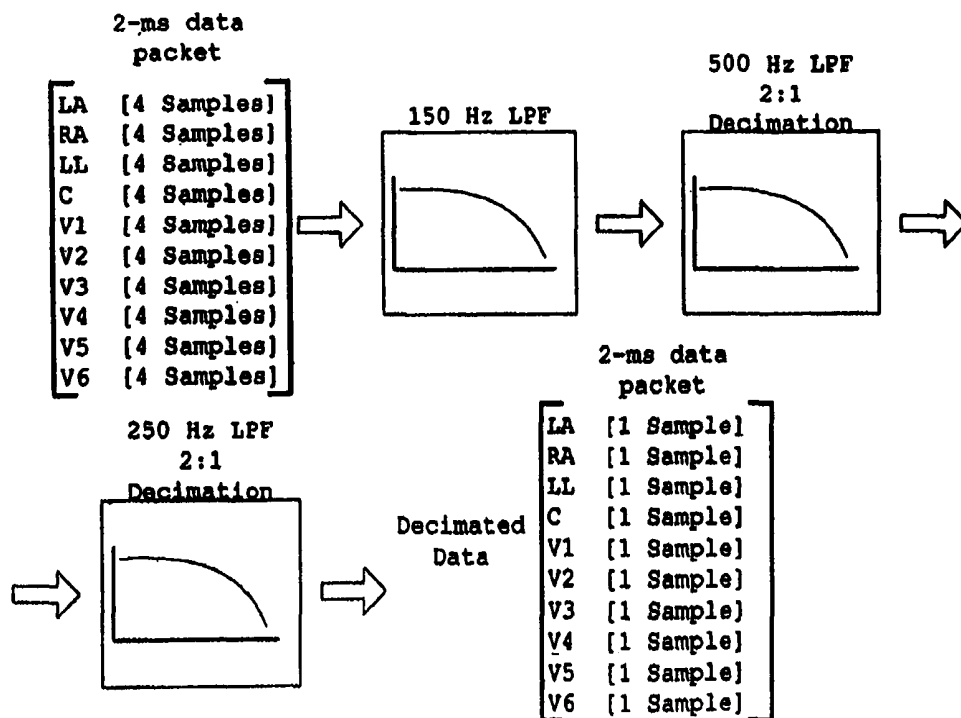 2-ms data
packet
LA [4 Samples]
RA [4 Samples]
LL [4 Samples]
C [4 Samples]
V1 [4 Samples]
V2 [4 Samples]
V3 [4 Samples]
V4 [4 Samples]
V5 [4 Samples]
V6 [4 Samples]
150 Hz LPF
500 Hz LPF
2:1
Decimation
250 Hz LPF
2:1
Decimation
Decimated
Data
2-ms data
packet
LA [1 Sample]
RA [1 Sample]
LL [1 Sample]
C [1 Sample]
V1 [1 Sample]
V2 [1 Sample]
V3 [1 Sample]
V4 [1 Sample]
V5 [1 Sample]
V6 [1 Sample]